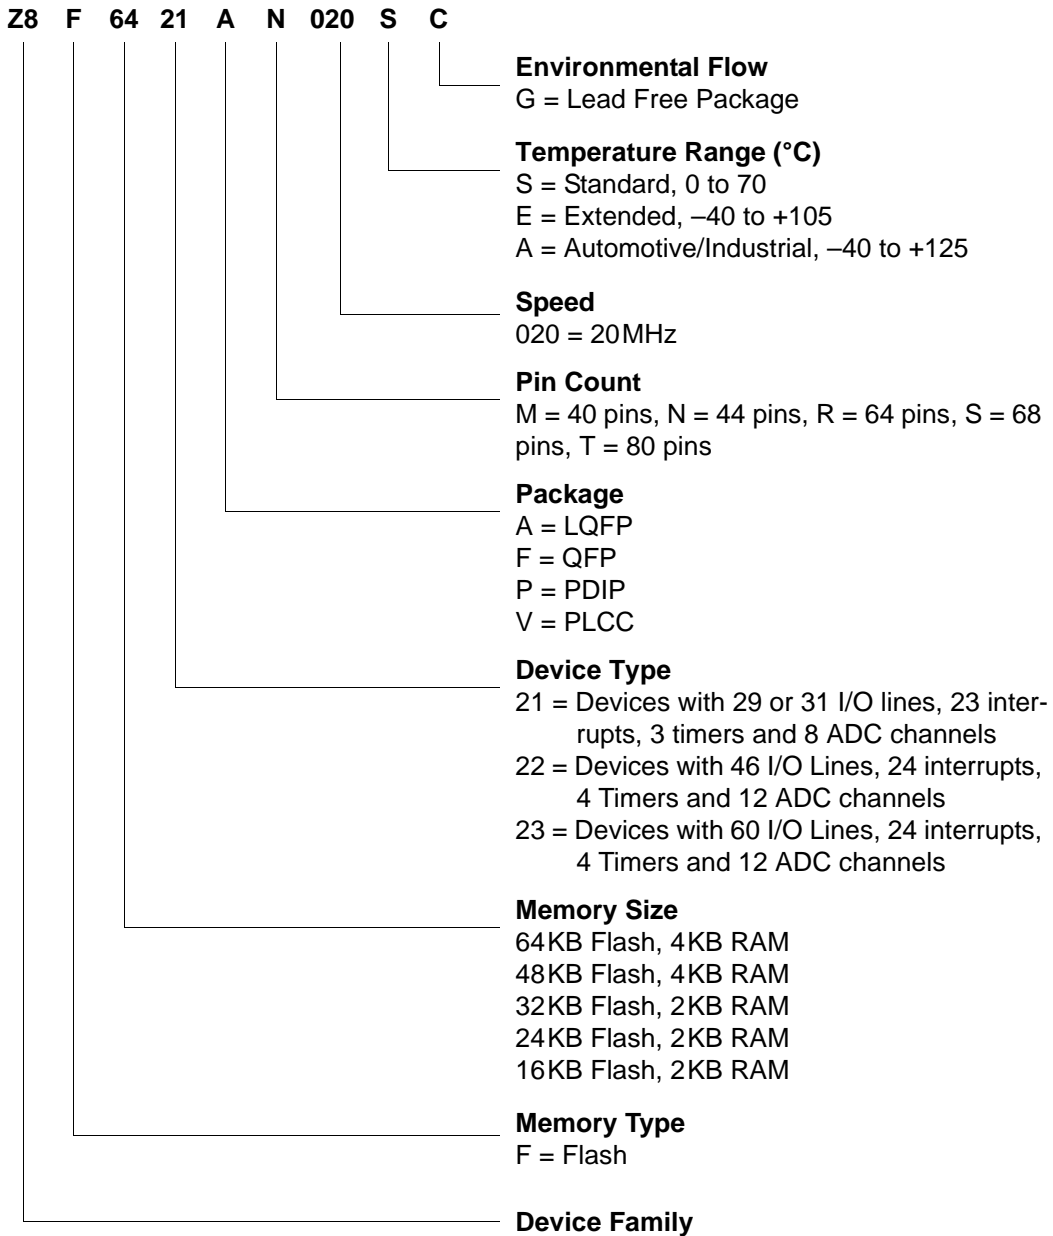 Z8 F 64 21 A N 020 S C
Environmental Flow
G = Lead Free Package
Temperature Range (°C)
S = Standard, 0 to 70
E = Extended, –40 to +105
A = Automotive/Industrial, –40 to +125
Speed
020 = 20MHz
Pin Count
M = 40 pins, N = 44 pins, R = 64 pins, S = 68
pins, T = 80 pins
Package
A = LQFP
F = QFP
P = PDIP
V = PLCC
Device Type
21 = Devices with 29 or 31 I/O lines, 23 inter-
rupts, 3 timers and 8 ADC channels
22 = Devices with 46 I/O Lines, 24 interrupts,
4 Timers and 12 ADC channels
23 = Devices with 60 I/O Lines, 24 interrupts,
4 Timers and 12 ADC channels
Memory Size
64KB Flash, 4KB RAM
48KB Flash, 4KB RAM
32KB Flash, 2KB RAM
24KB Flash, 2KB RAM
16KB Flash, 2KB RAM
Memory Type
F = Flash
Device Family